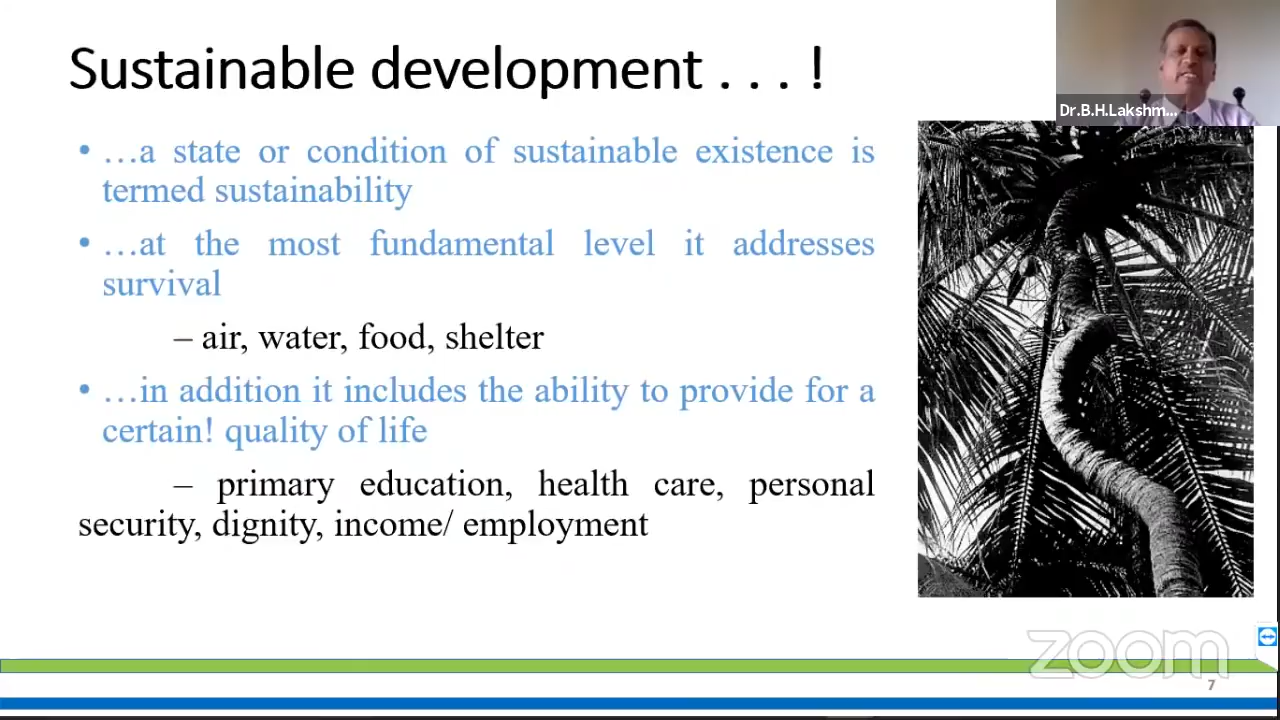 Sustainable development . . . !
Dr.B.H.Lakshm...
• …a state or condition of sustainable existence is
termed sustainability
• …at the most fundamental level it addresses
survival
– air, water, food, shelter
• …in addition it includes the ability to provide for a
certain! quality of life
– primary education, health care, personal
security, dignity, income/ employment
zoom
7